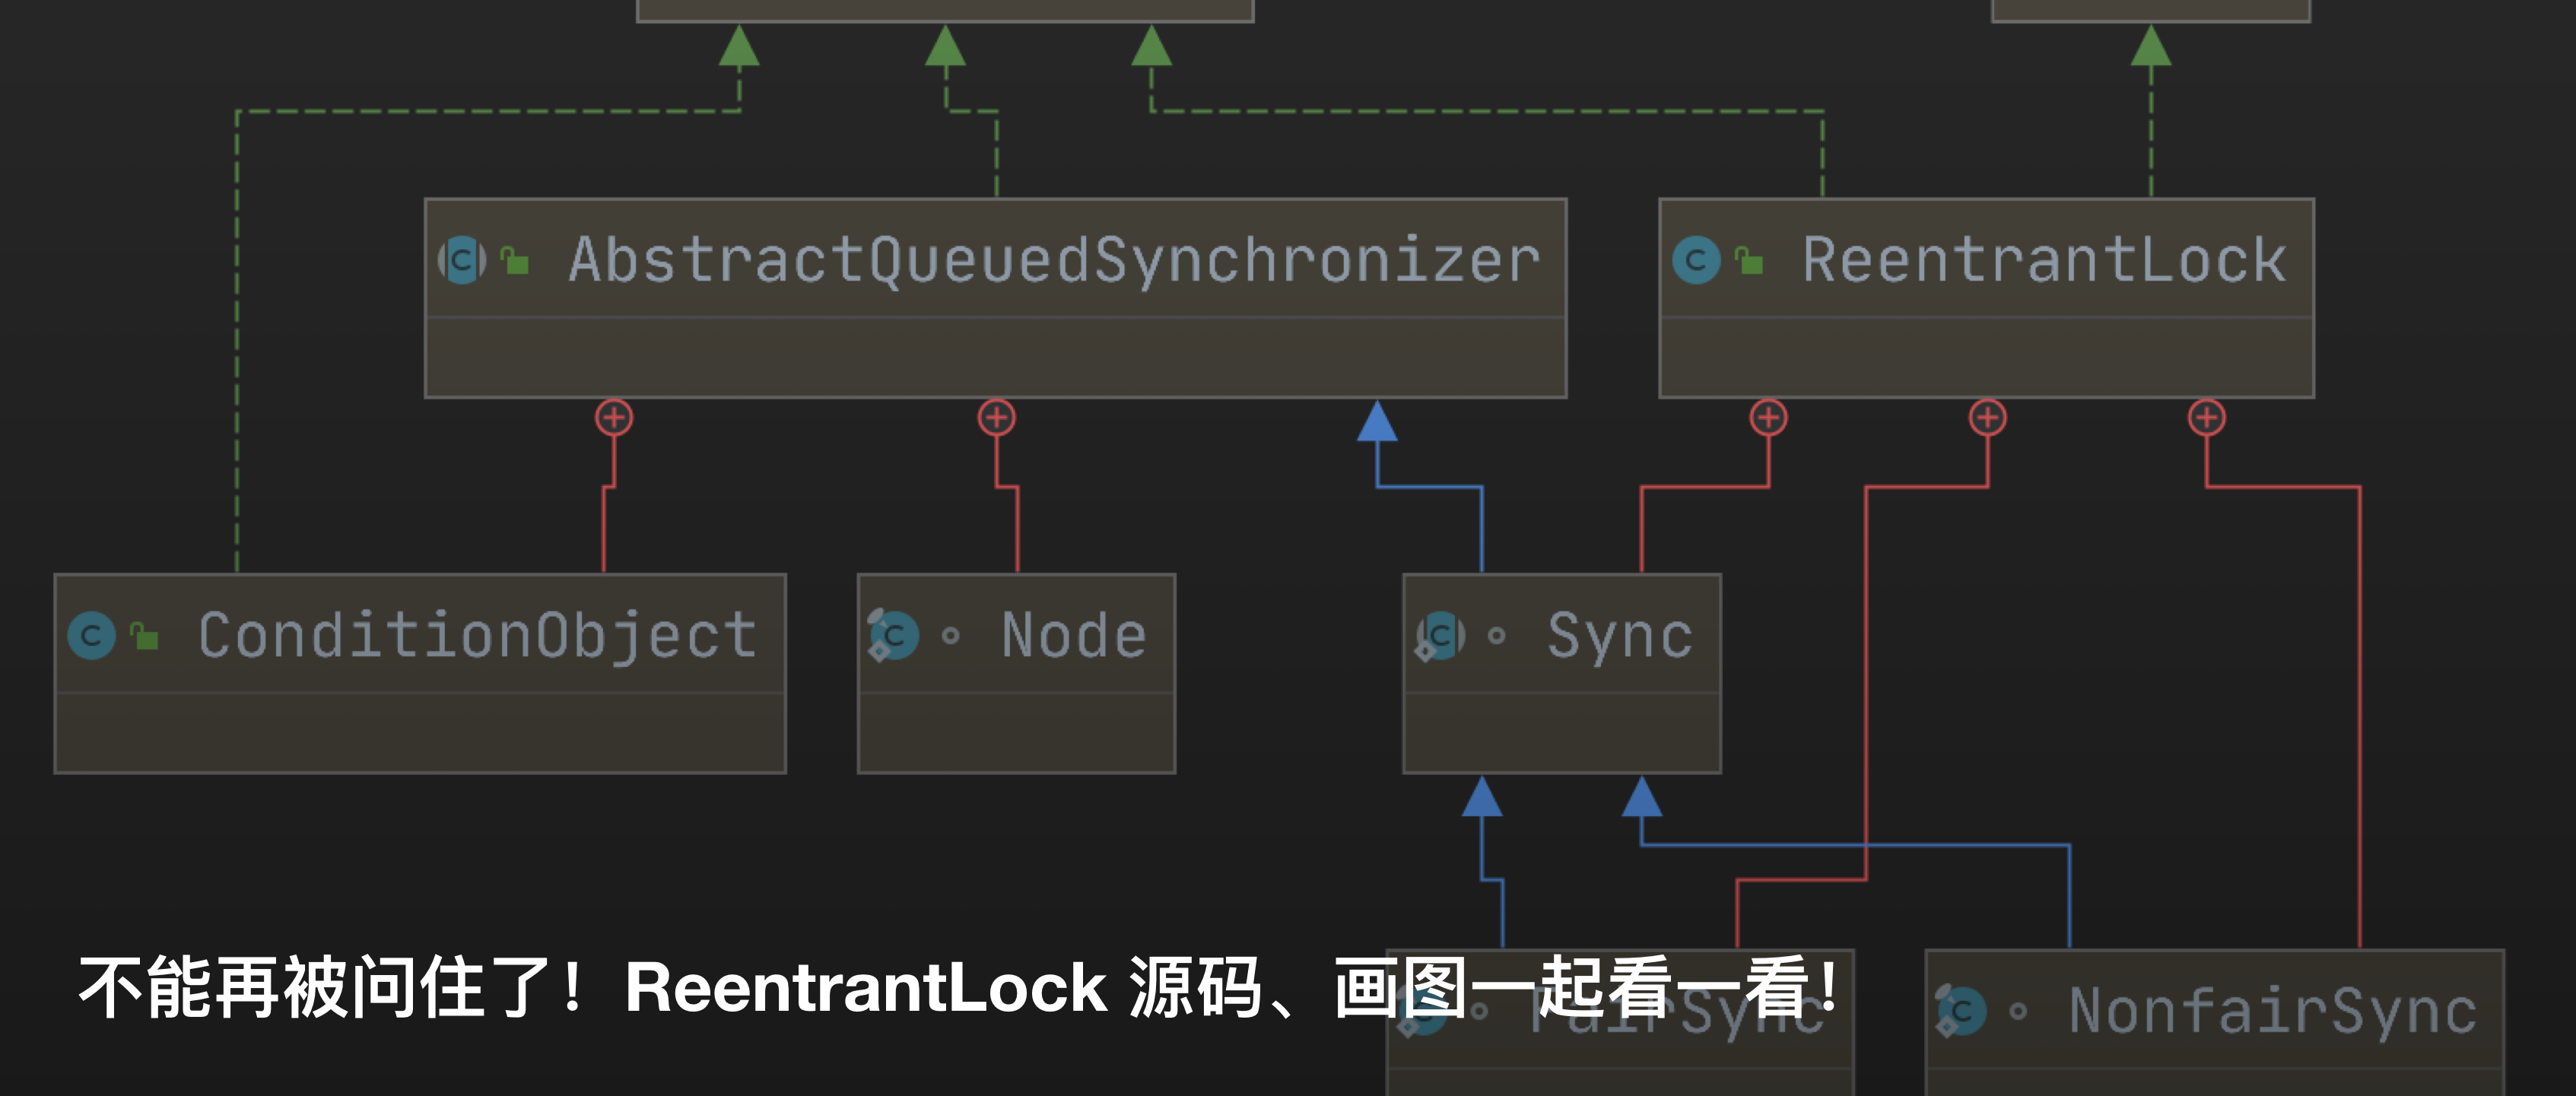 AbstractQueuedSynchronizer
ReentrantLock
ConditionObject
Node
Sync
不能再被问住了！ReentrantLock 源码、画图一起看一看！
FairSync
NonfairSync